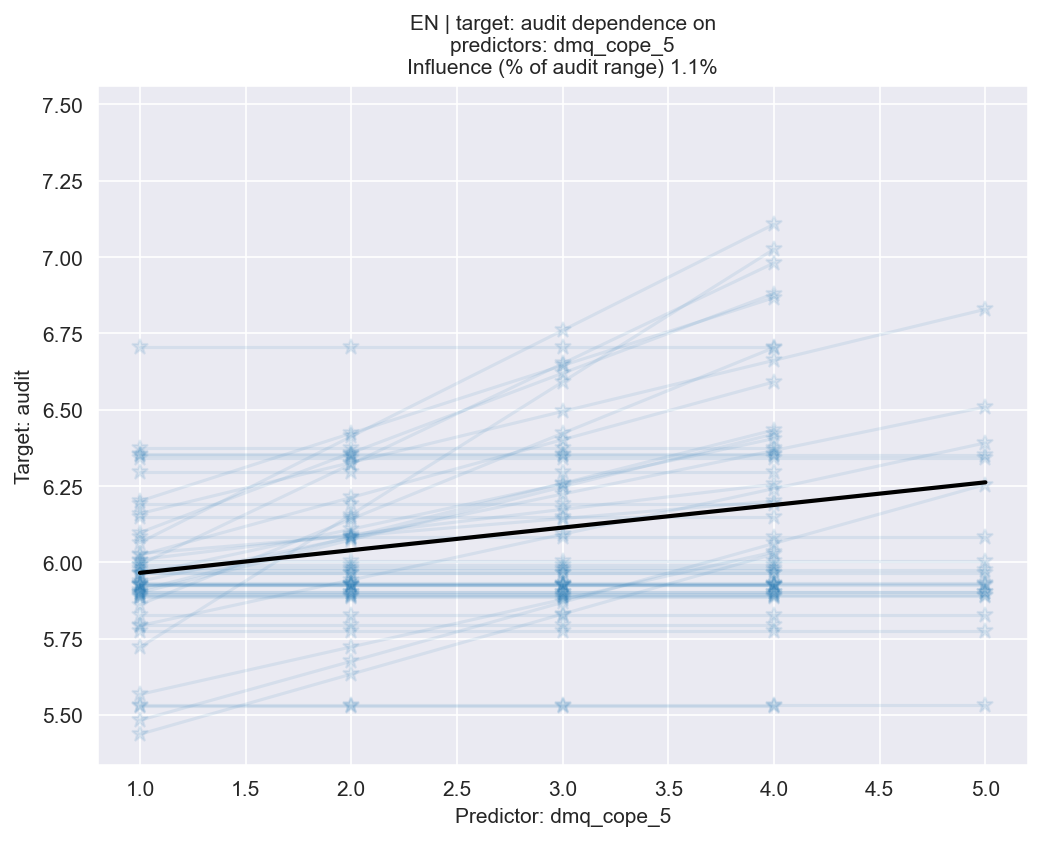 EN | target: audit dependence on
predictors: dmq_cope_5
Influence (% of audit range) 1.1%
7.50
7.25
7.00
6.75
6.50
6.25
6.00
5.75
5.50
Target: audit
1.0 1.5 2.0 2.5 3.0 3.5 4.0 4.5 5.0
Predictor: dmq_cope_5